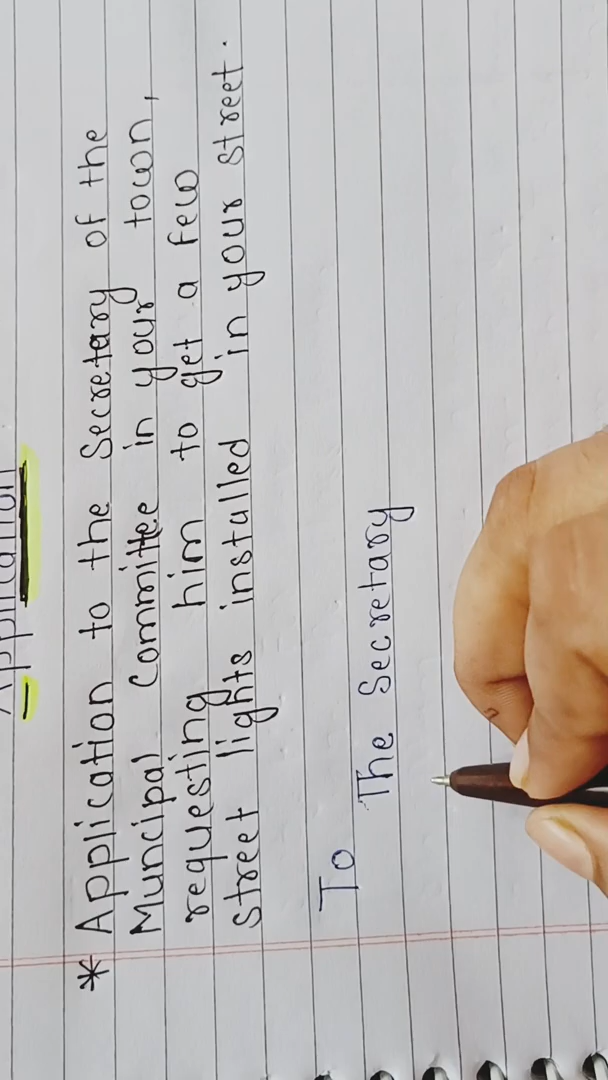 Application
* Application to the Secretary of the
Muncipal Committee in your town,
requesting him to get a few
street lights installed in your street.
To
The Secretary